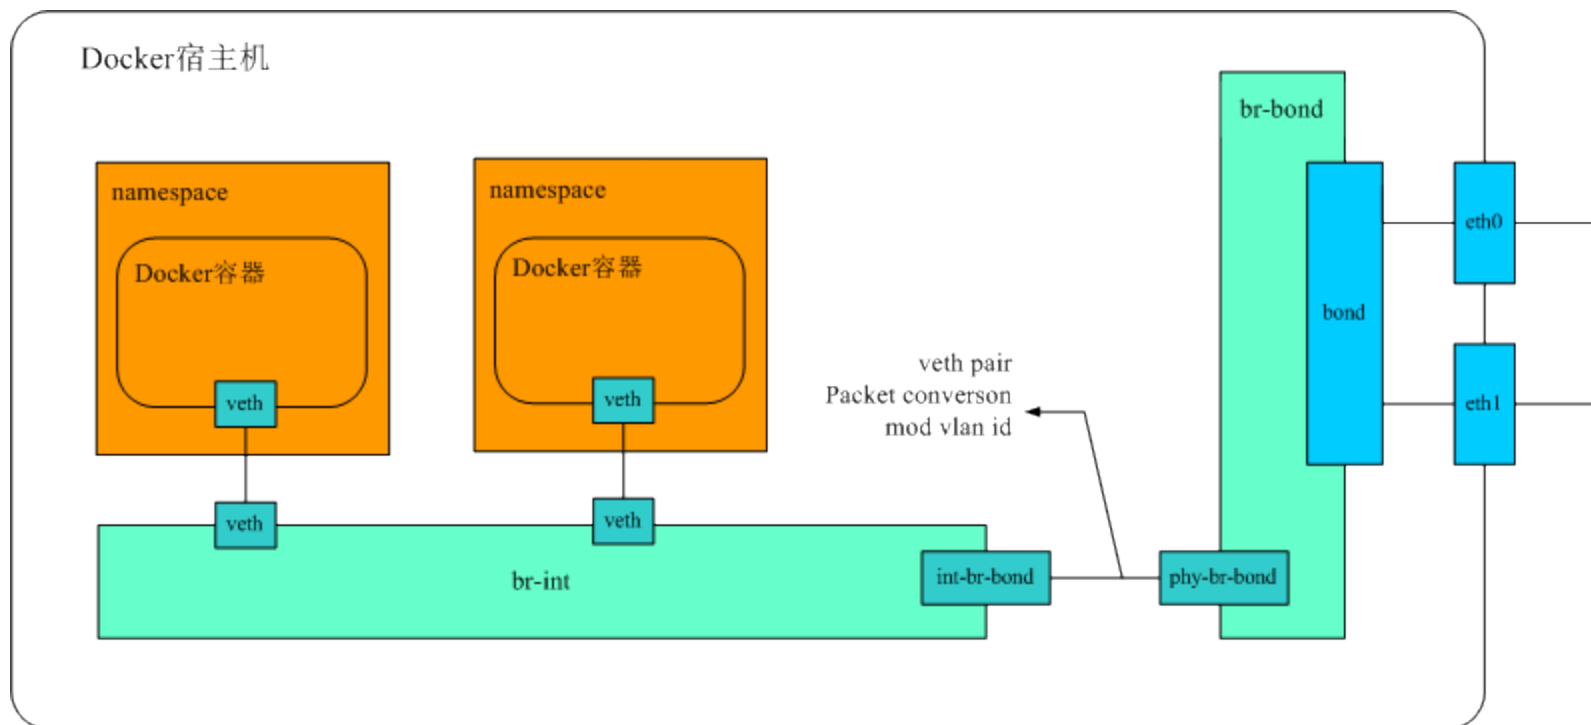 Docker宿主机
br-bond
namespace
namespace
Docker容器
Docker容器
eth0
bond
veth pair
Packet converson
mod vlan id
veth
veth
eth1
veth
veth
br-int
int-br-bond
phy-br-bond